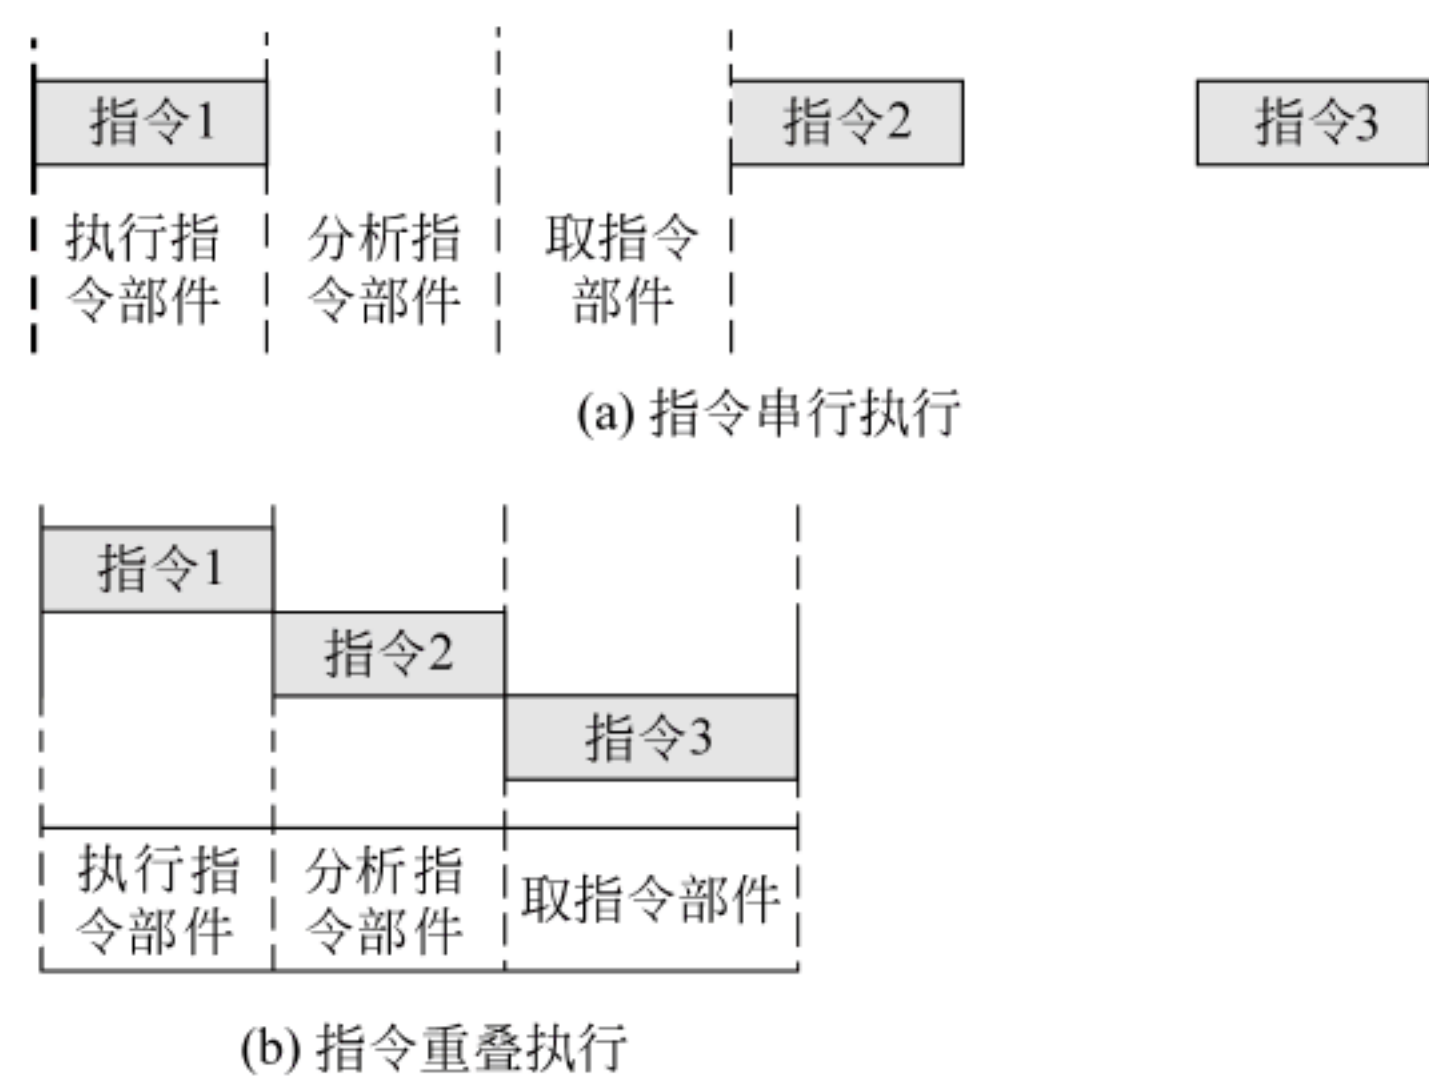 指令1 指令2 指令3
执行指 分析指 取指令
令部件 令部件 部件
(a) 指令串行执行
指令1
指令2
指令3
执行指 分析指 取指令部件
令部件 令部件
(b) 指令重叠执行